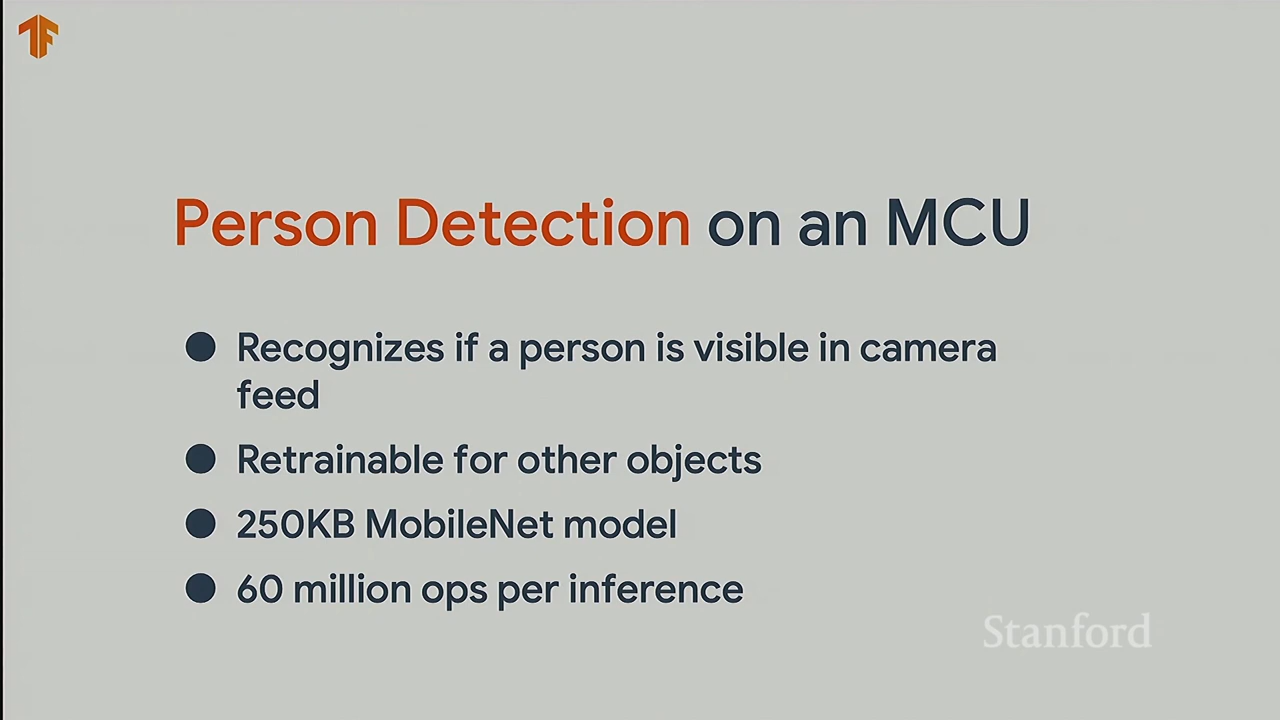 Person Detection on an MCU
● Recognizes if a person is visible in camera
feed
● Retrainable for other objects
● 250KB MobileNet model
● 60 million ops per inference
Stanford